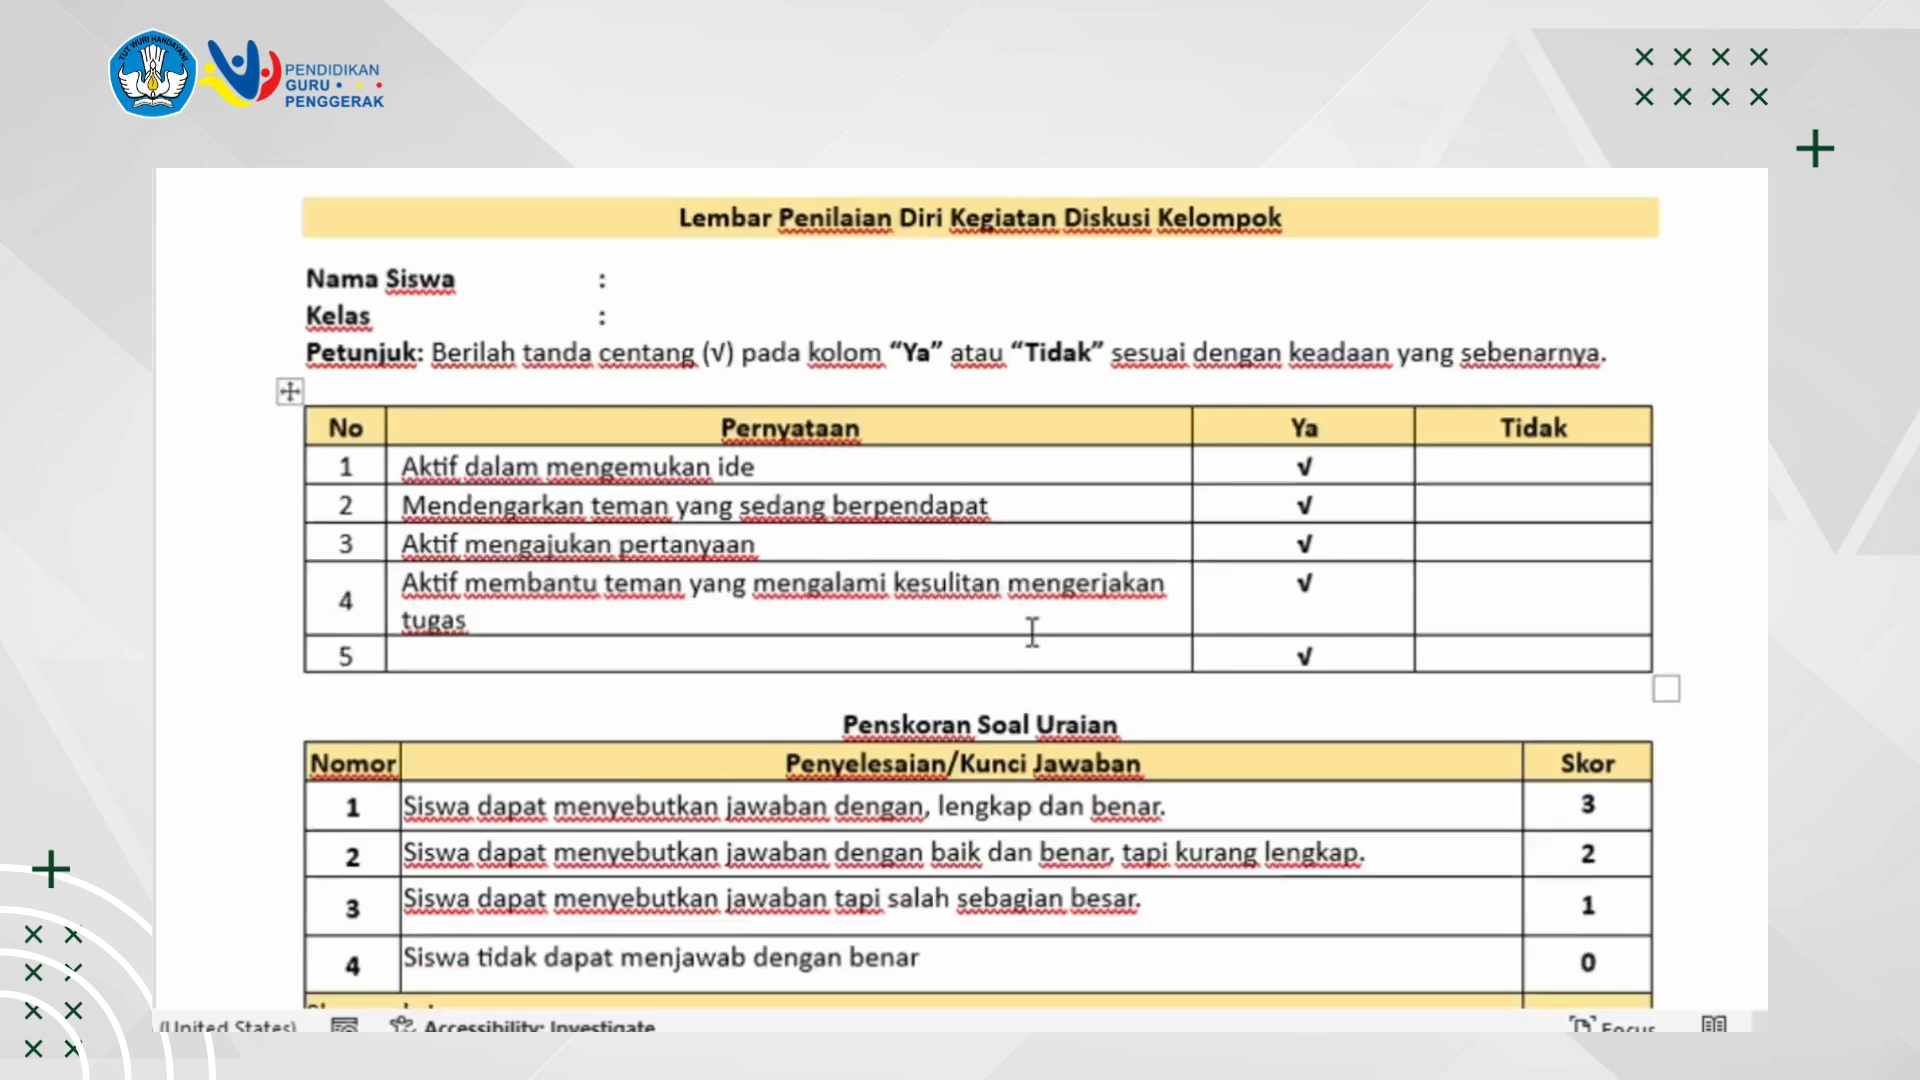 TUT WURI HANDAYANI
PENDIDIKAN
GURU
PENGGERAK
Lembar Penilaian Diri Kegiatan Diskusi Kelompok
Nama Siswa :
Kelas :
Petunjuk: Berilah tanda centang (√) pada kolom “Ya” atau “Tidak” sesuai dengan keadaan yang sebenarnya.
No Pernyataan Ya Tidak
1 Aktif dalam mengemukan ide √
2 Mendengarkan teman yang sedang berpendapat √
3 Aktif mengajukan pertanyaan √
4 Aktif membantu teman yang mengalami kesulitan mengerjakan √
tugas
5 √
Penskoran Soal Uraian
Nomor Penyelesaian/Kunci Jawaban Skor
1 Siswa dapat menyebutkan jawaban dengan, lengkap dan benar. 3
2 Siswa dapat menyebutkan jawaban dengan baik dan benar, tapi kurang lengkap. 2
3 Siswa dapat menyebutkan jawaban tapi salah sebagian besar. 1
4 Siswa tidak dapat menjawab dengan benar 0
(United States) Accessibility: Investigate Focus